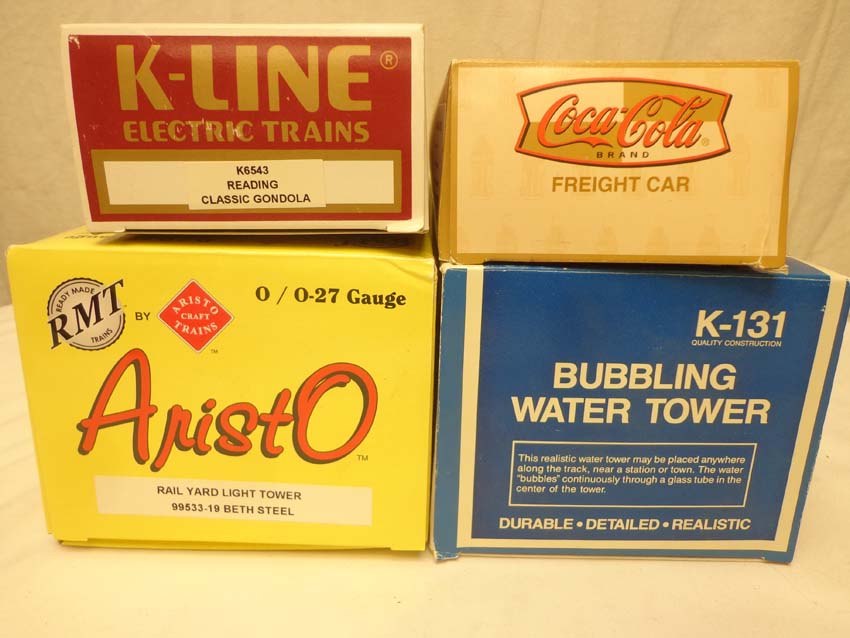 K-LINE®
ELECTRIC TRAINS
K6543
READING
CLASSIC GONDOLA
Coca-Cola®
BRAND
FREIGHT CAR
READY MADE
RMT
TRAINS
BY
ARISTO
CRAFT
TRAINS
™
O / O-27 Gauge
AristO™
RAIL YARD LIGHT TOWER
99533-19 BETH STEEL
K-131
QUALITY CONSTRUCTION
BUBBLING
WATER TOWER
This realistic water tower may be placed anywhere
along the track, near a station or town. The water
"bubbles" continuously through a glass tube in the
center of the tower.
DURABLE • DETAILED • REALISTIC